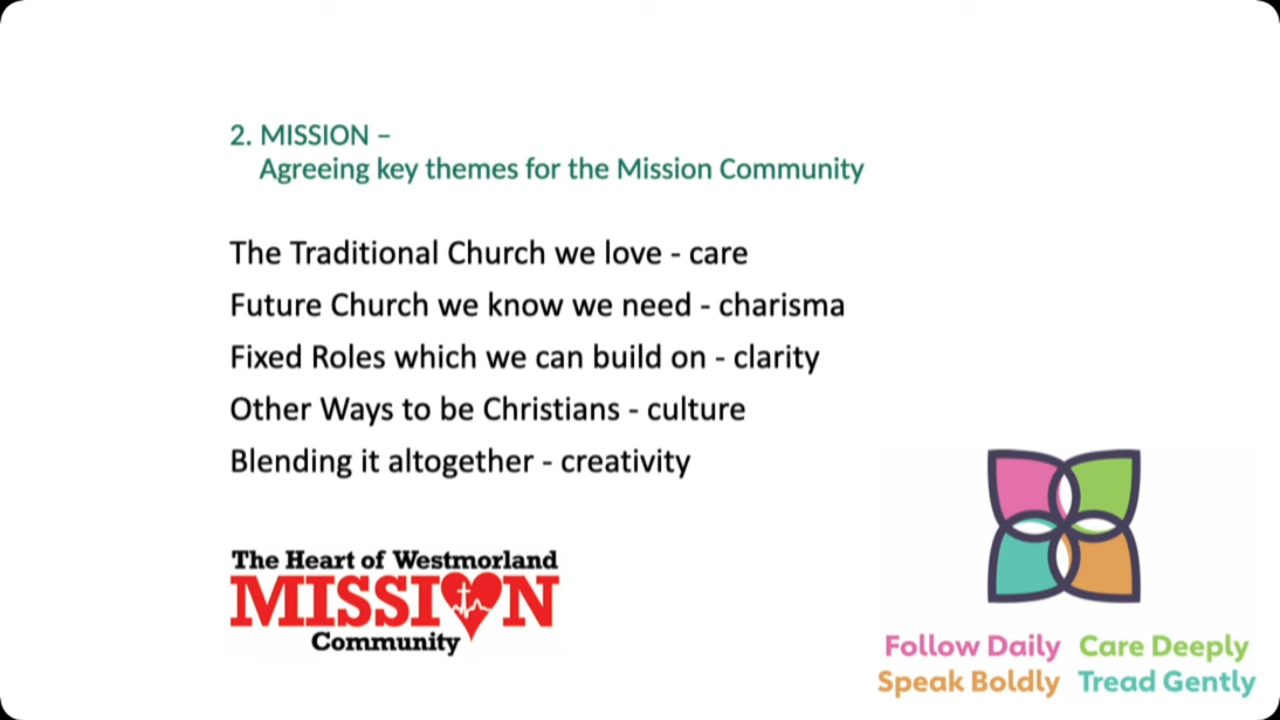 2. MISSION –
Agreeing key themes for the Mission Community
The Traditional Church we love - care
Future Church we know we need - charisma
Fixed Roles which we can build on - clarity
Other Ways to be Christians - culture
Blending it altogether - creativity
The Heart of Westmorland
MISSION
Community
Follow Daily Care Deeply
Speak Boldly Tread Gently